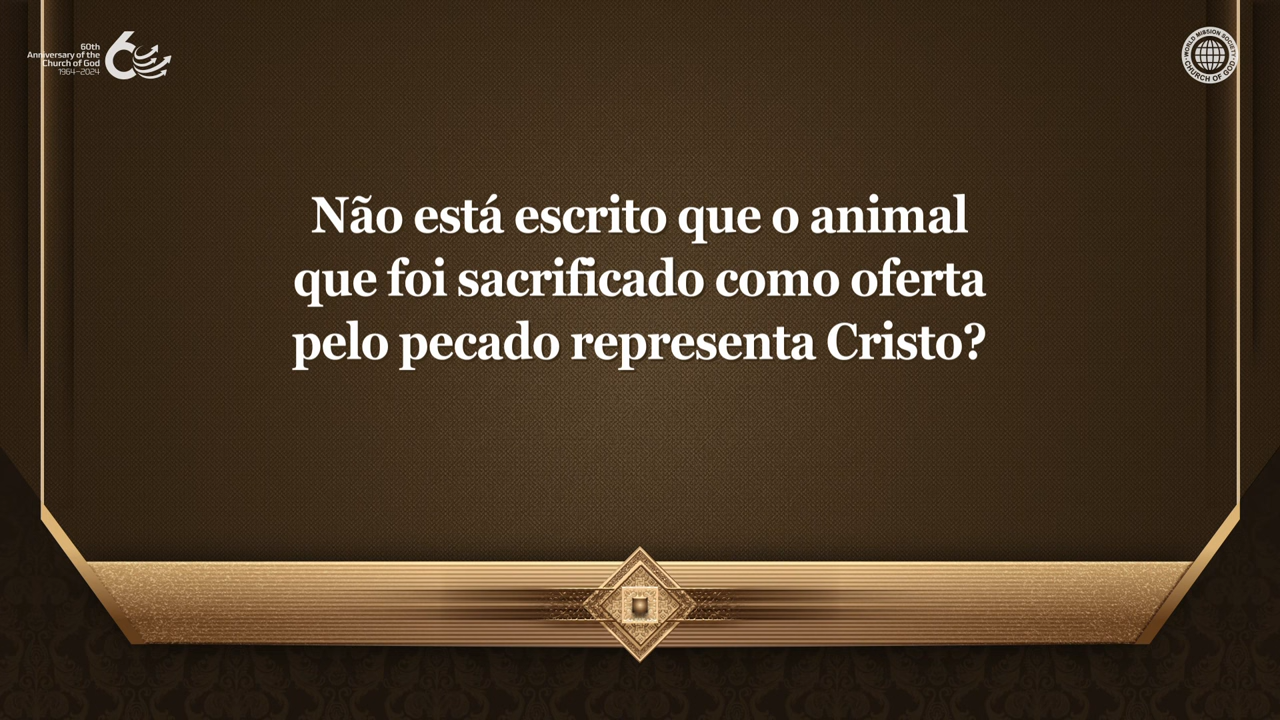 60th
Anniversary of the
Church of God
1964-2024
WORLD MISSION SOCIETY
CHURCH OF GOD
Não está escrito que o animal
que foi sacrificado como oferta
pelo pecado representa Cristo?